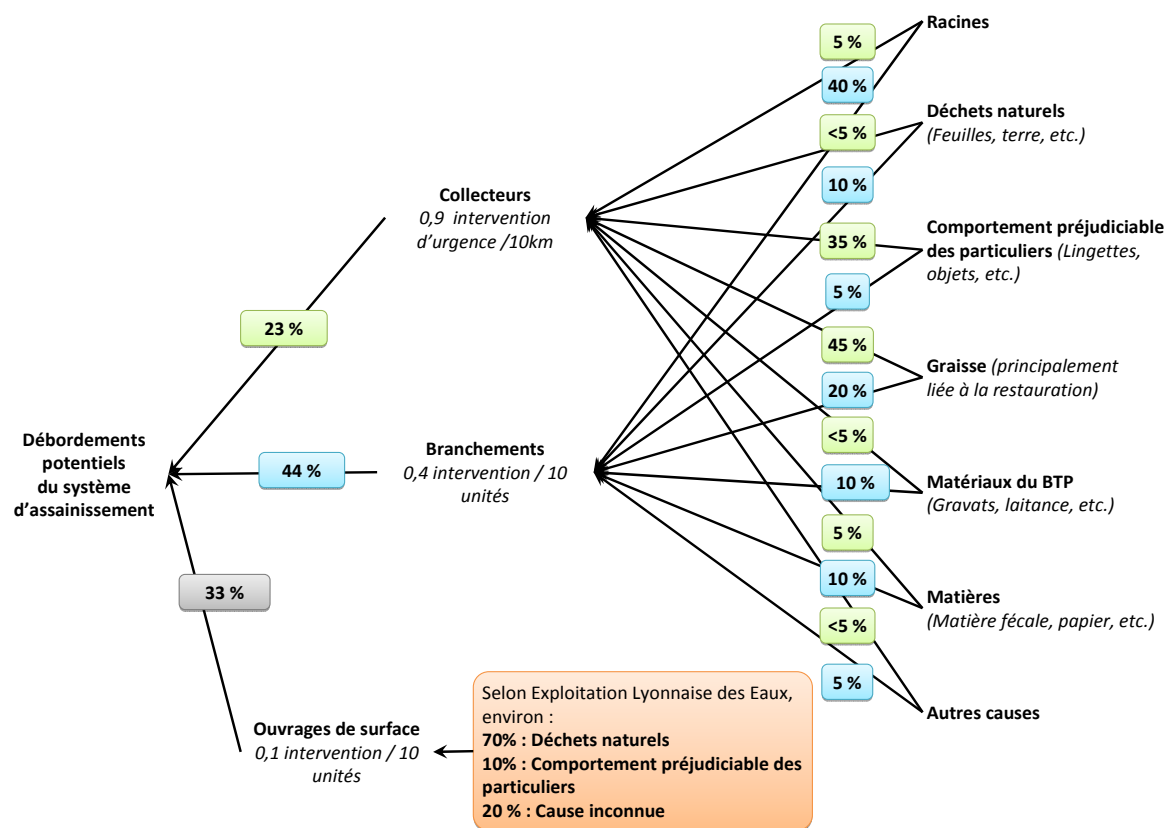 Débordements
potentiels
du système
d'assainissement
23 %
44 %
33 %
Collecteurs
0,9 intervention
d'urgence /10km
Branchements
0,4 intervention / 10
unités
Ouvrages de surface
0,1 intervention / 10
unités
Selon Exploitation Lyonnaise des Eaux,
environ :
70% : Déchets naturels
10% : Comportement préjudiciable des
particuliers
20 % : Cause inconnue
5 %
40 %
<5 %
10 %
35 %
5 %
45 %
20 %
<5 %
10 %
5 %
10 %
<5 %
5 %
Racines
Déchets naturels
(Feuilles, terre, etc.)
Comportement préjudiciable
des particuliers (Lingettes,
objets, etc.)
Graisse (principalement
liée à la restauration)
Matériaux du BTP
(Gravats, laitance, etc.)
Matières
(Matière fécale, papier, etc.)
Autres causes